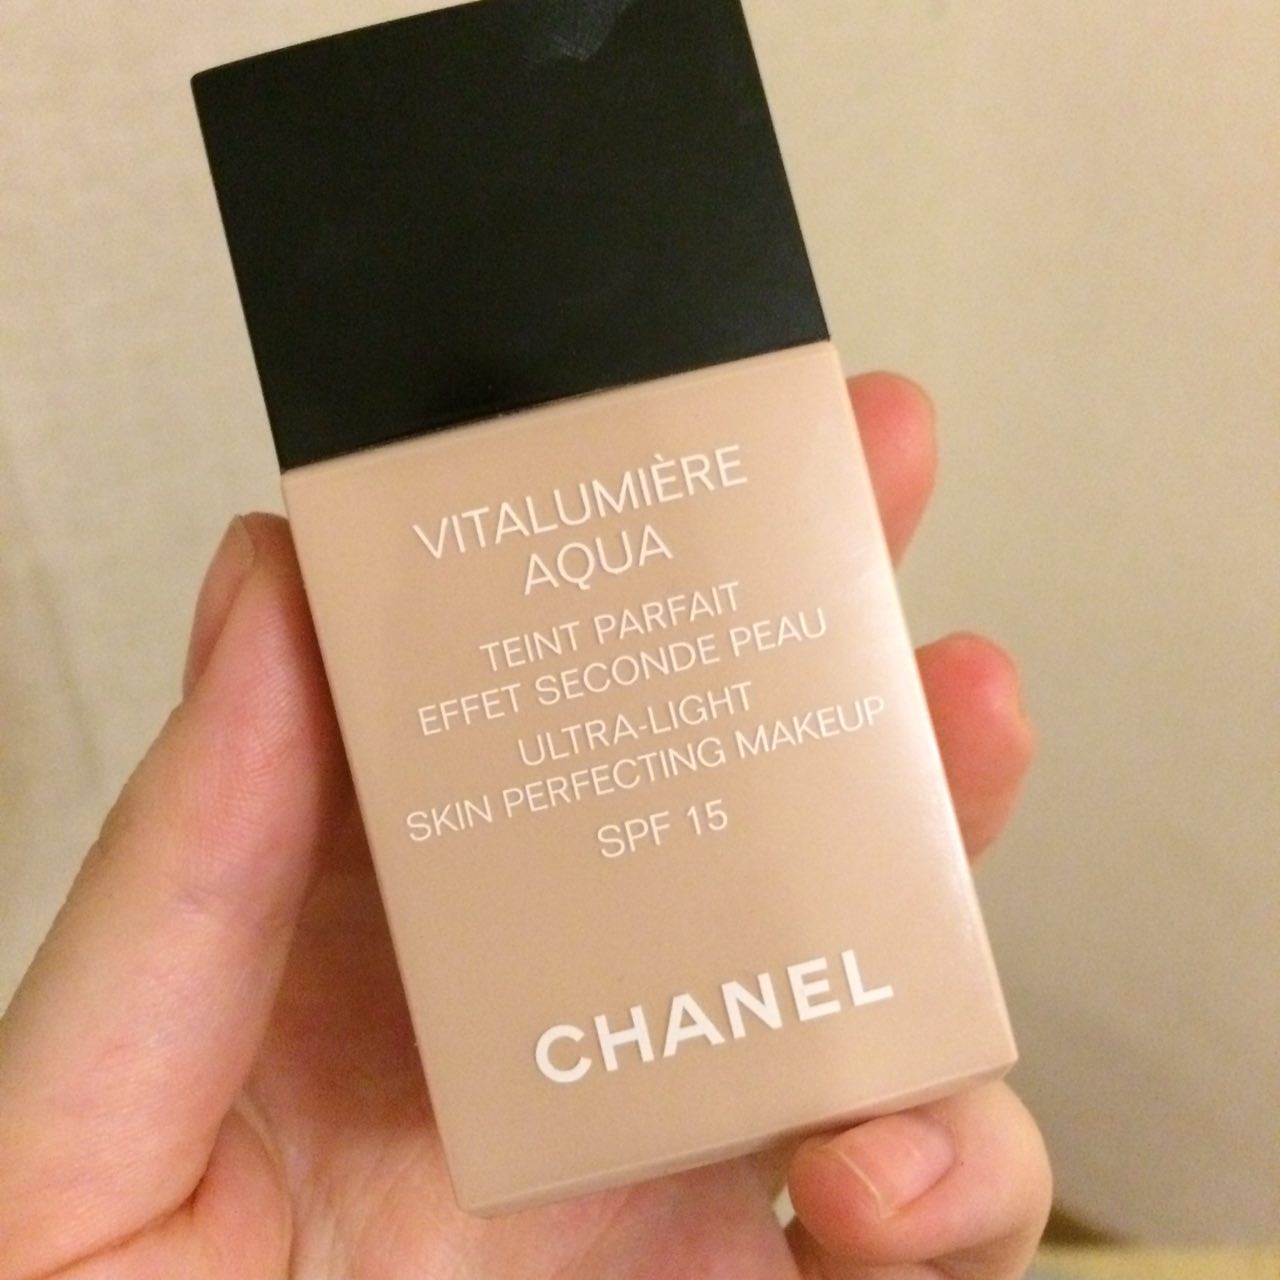 VITALUMIÈRE
AQUA
TEINT PARFAIT
EFFET SECONDE PEAU
ULTRA-LIGHT
SKIN PERFECTING MAKEUP
SPF 15
CHANEL